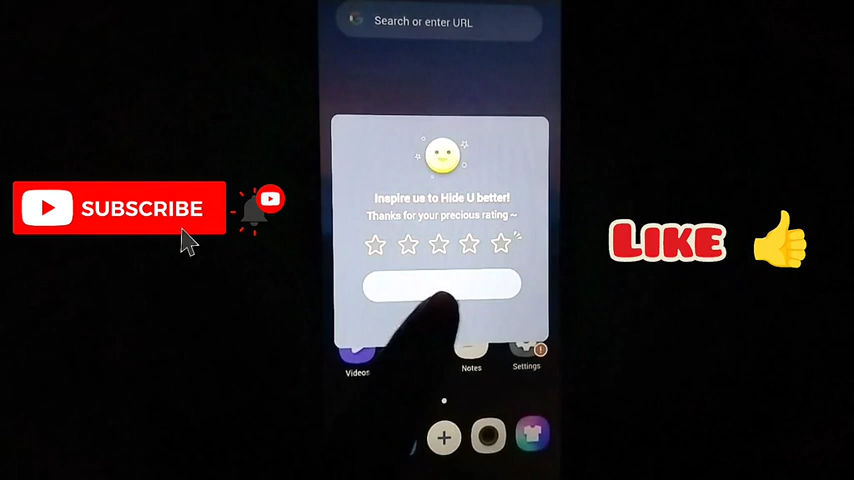 Search or enter URL
Inspire us to Hide U better!
Thanks for your precious rating ~
SUBSCRIBE
LIKE
Videos
Notes
Settings